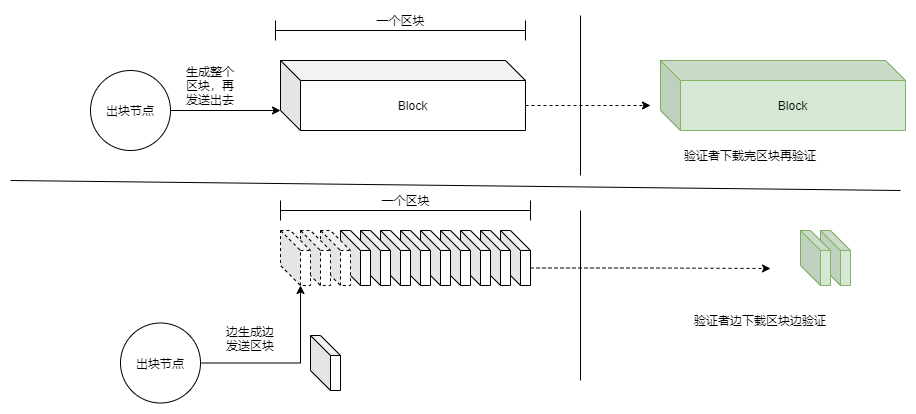 一个区块
生成整个
区块，再
发送出去
出块节点
Block
Block
验证者下载完区块再验证
一个区块
边生成边
发送区块
出块节点
验证者边下载区块边验证